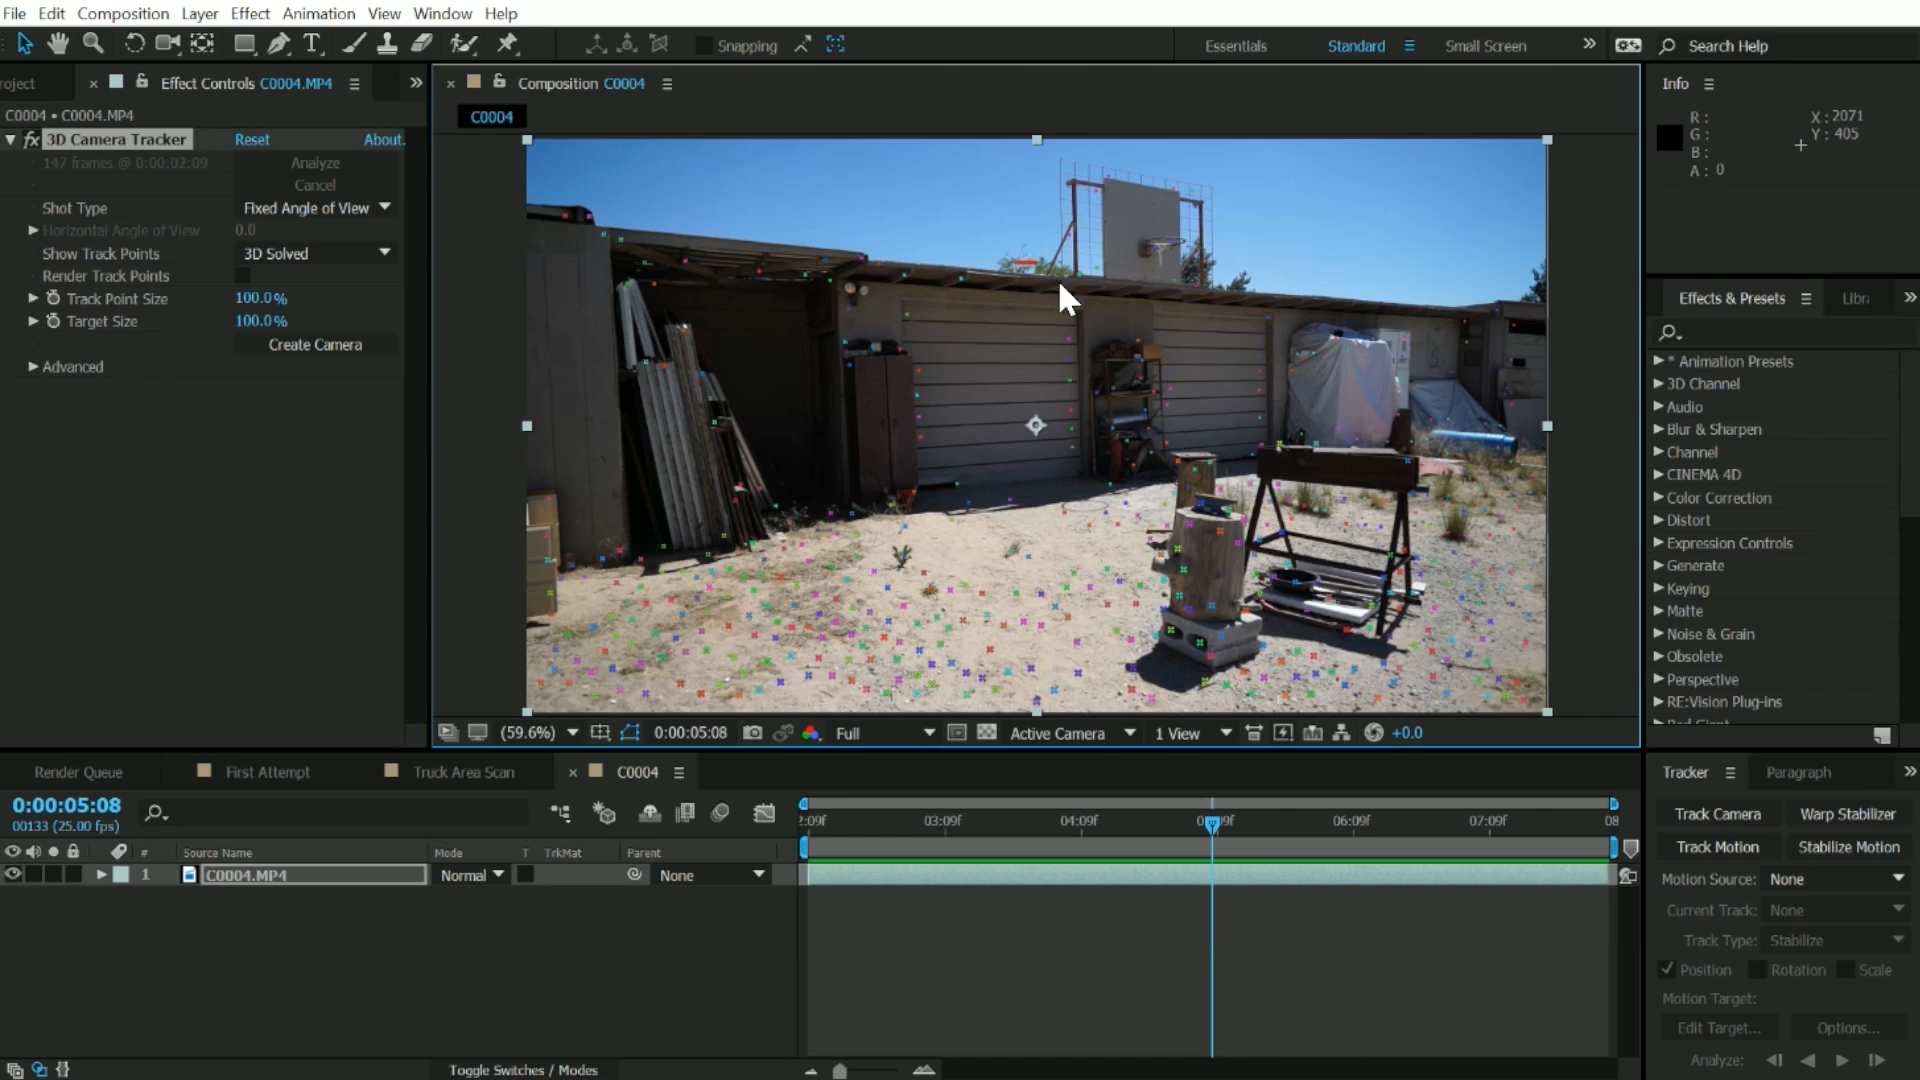 File Edit Composition Layer Effect Animation View Window Help
Snapping
Essentials Standard Small Screen Search Help
roject Effect Controls C0004.MP4
C0004 • C0004.MP4
fx 3D Camera Tracker Reset About.
147 frames @ 0:00:02:09 Analyze
Cancel
Shot Type Fixed Angle of View
Horizontal Angle of View 0.0
Show Track Points 3D Solved
Render Track Points
Track Point Size 100.0%
Target Size 100.0%
Create Camera
Advanced
Composition C0004
C0004
(59.6%) 0:00:05:08 Full Active Camera 1 View +0.0
Info
R :
G :
B :
A : 0
X : 2071
Y : 405
Effects & Presets Libr
* Animation Presets
3D Channel
Audio
Blur & Sharpen
Channel
CINEMA 4D
Color Correction
Distort
Expression Controls
Generate
Keying
Matte
Noise & Grain
Obsolete
Perspective
RE:Vision Plug-ins
Render Queue First Attempt Truck Area Scan C0004
0:00:05:08
00133 (25.00 fps)
# Source Name Mode T TrkMat Parent
1 C0004.MP4 Normal None
2:09f 03:09f 04:09f 06:09f 07:09f 08
Toggle Switches / Modes
Tracker Paragraph
Track Camera Warp Stabilizer
Track Motion Stabilize Motion
Motion Source: None
Current Track: None
Track Type: Stabilize
Position Rotation Scale
Motion Target:
Edit Target... Options...
Analyze: